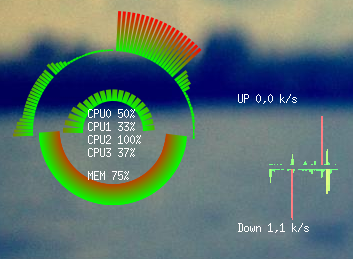 UP 0,0 k/s
CPU0 50%
CPU1 33%
CPU2 100%
CPU3 37%
MEM 75%
Down 1,1 k/s